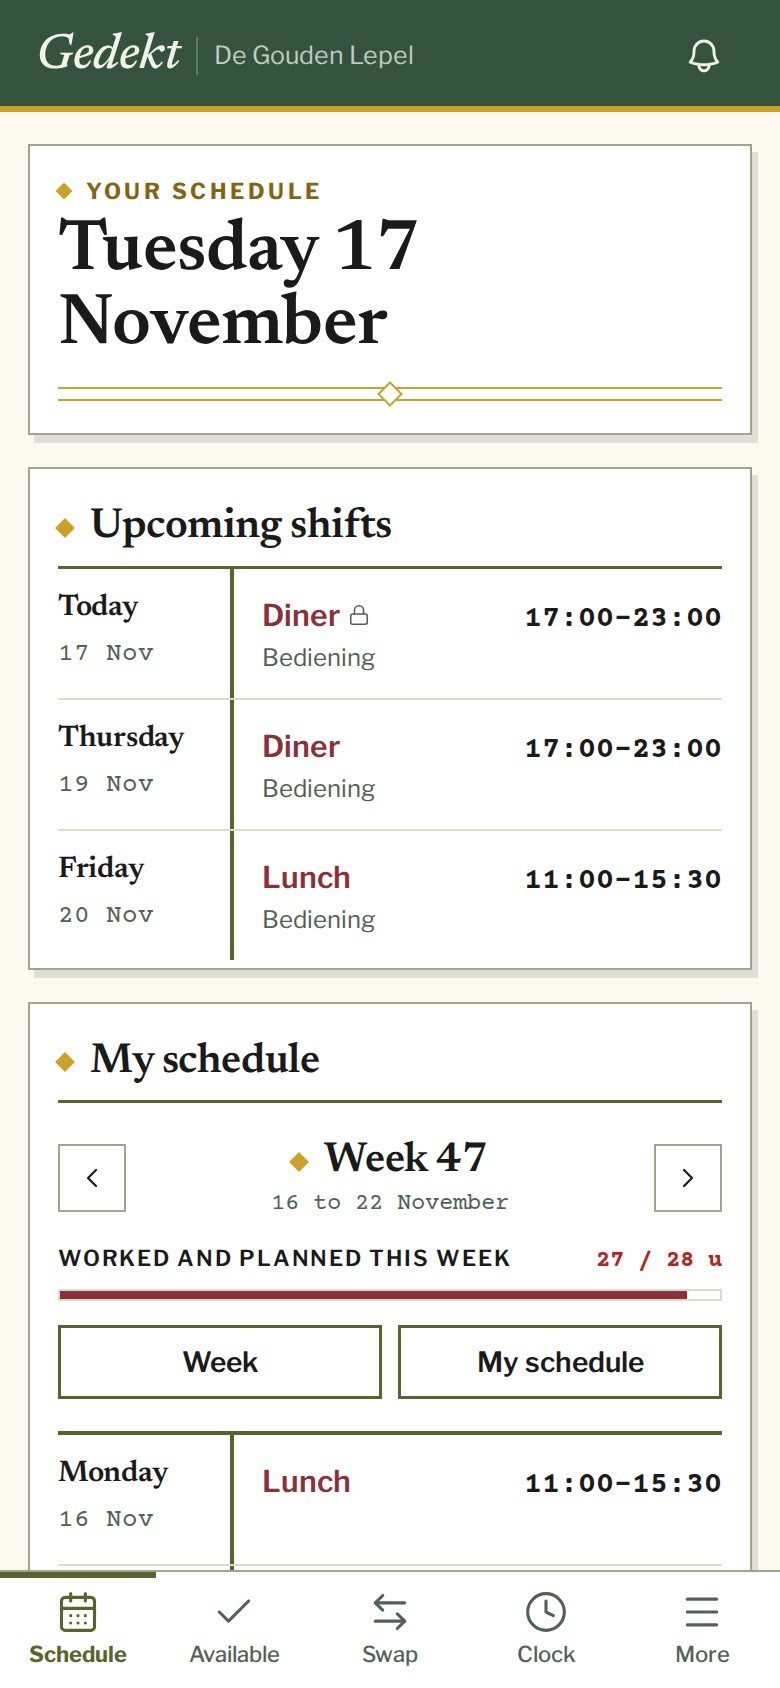 Gedekt De Gouden Lepel
YOUR SCHEDULE
Tuesday 17
November
Upcoming shifts
Today
17 Nov
Diner
Bediening
17:00–23:00
Thursday
19 Nov
Diner
Bediening
17:00–23:00
Friday
20 Nov
Lunch
Bediening
11:00–15:30
My schedule
Week 47
16 to 22 November
WORKED AND PLANNED THIS WEEK 27 / 28 u
Week My schedule
Monday
16 Nov
Lunch
11:00–15:30
Schedule Available Swap Clock More